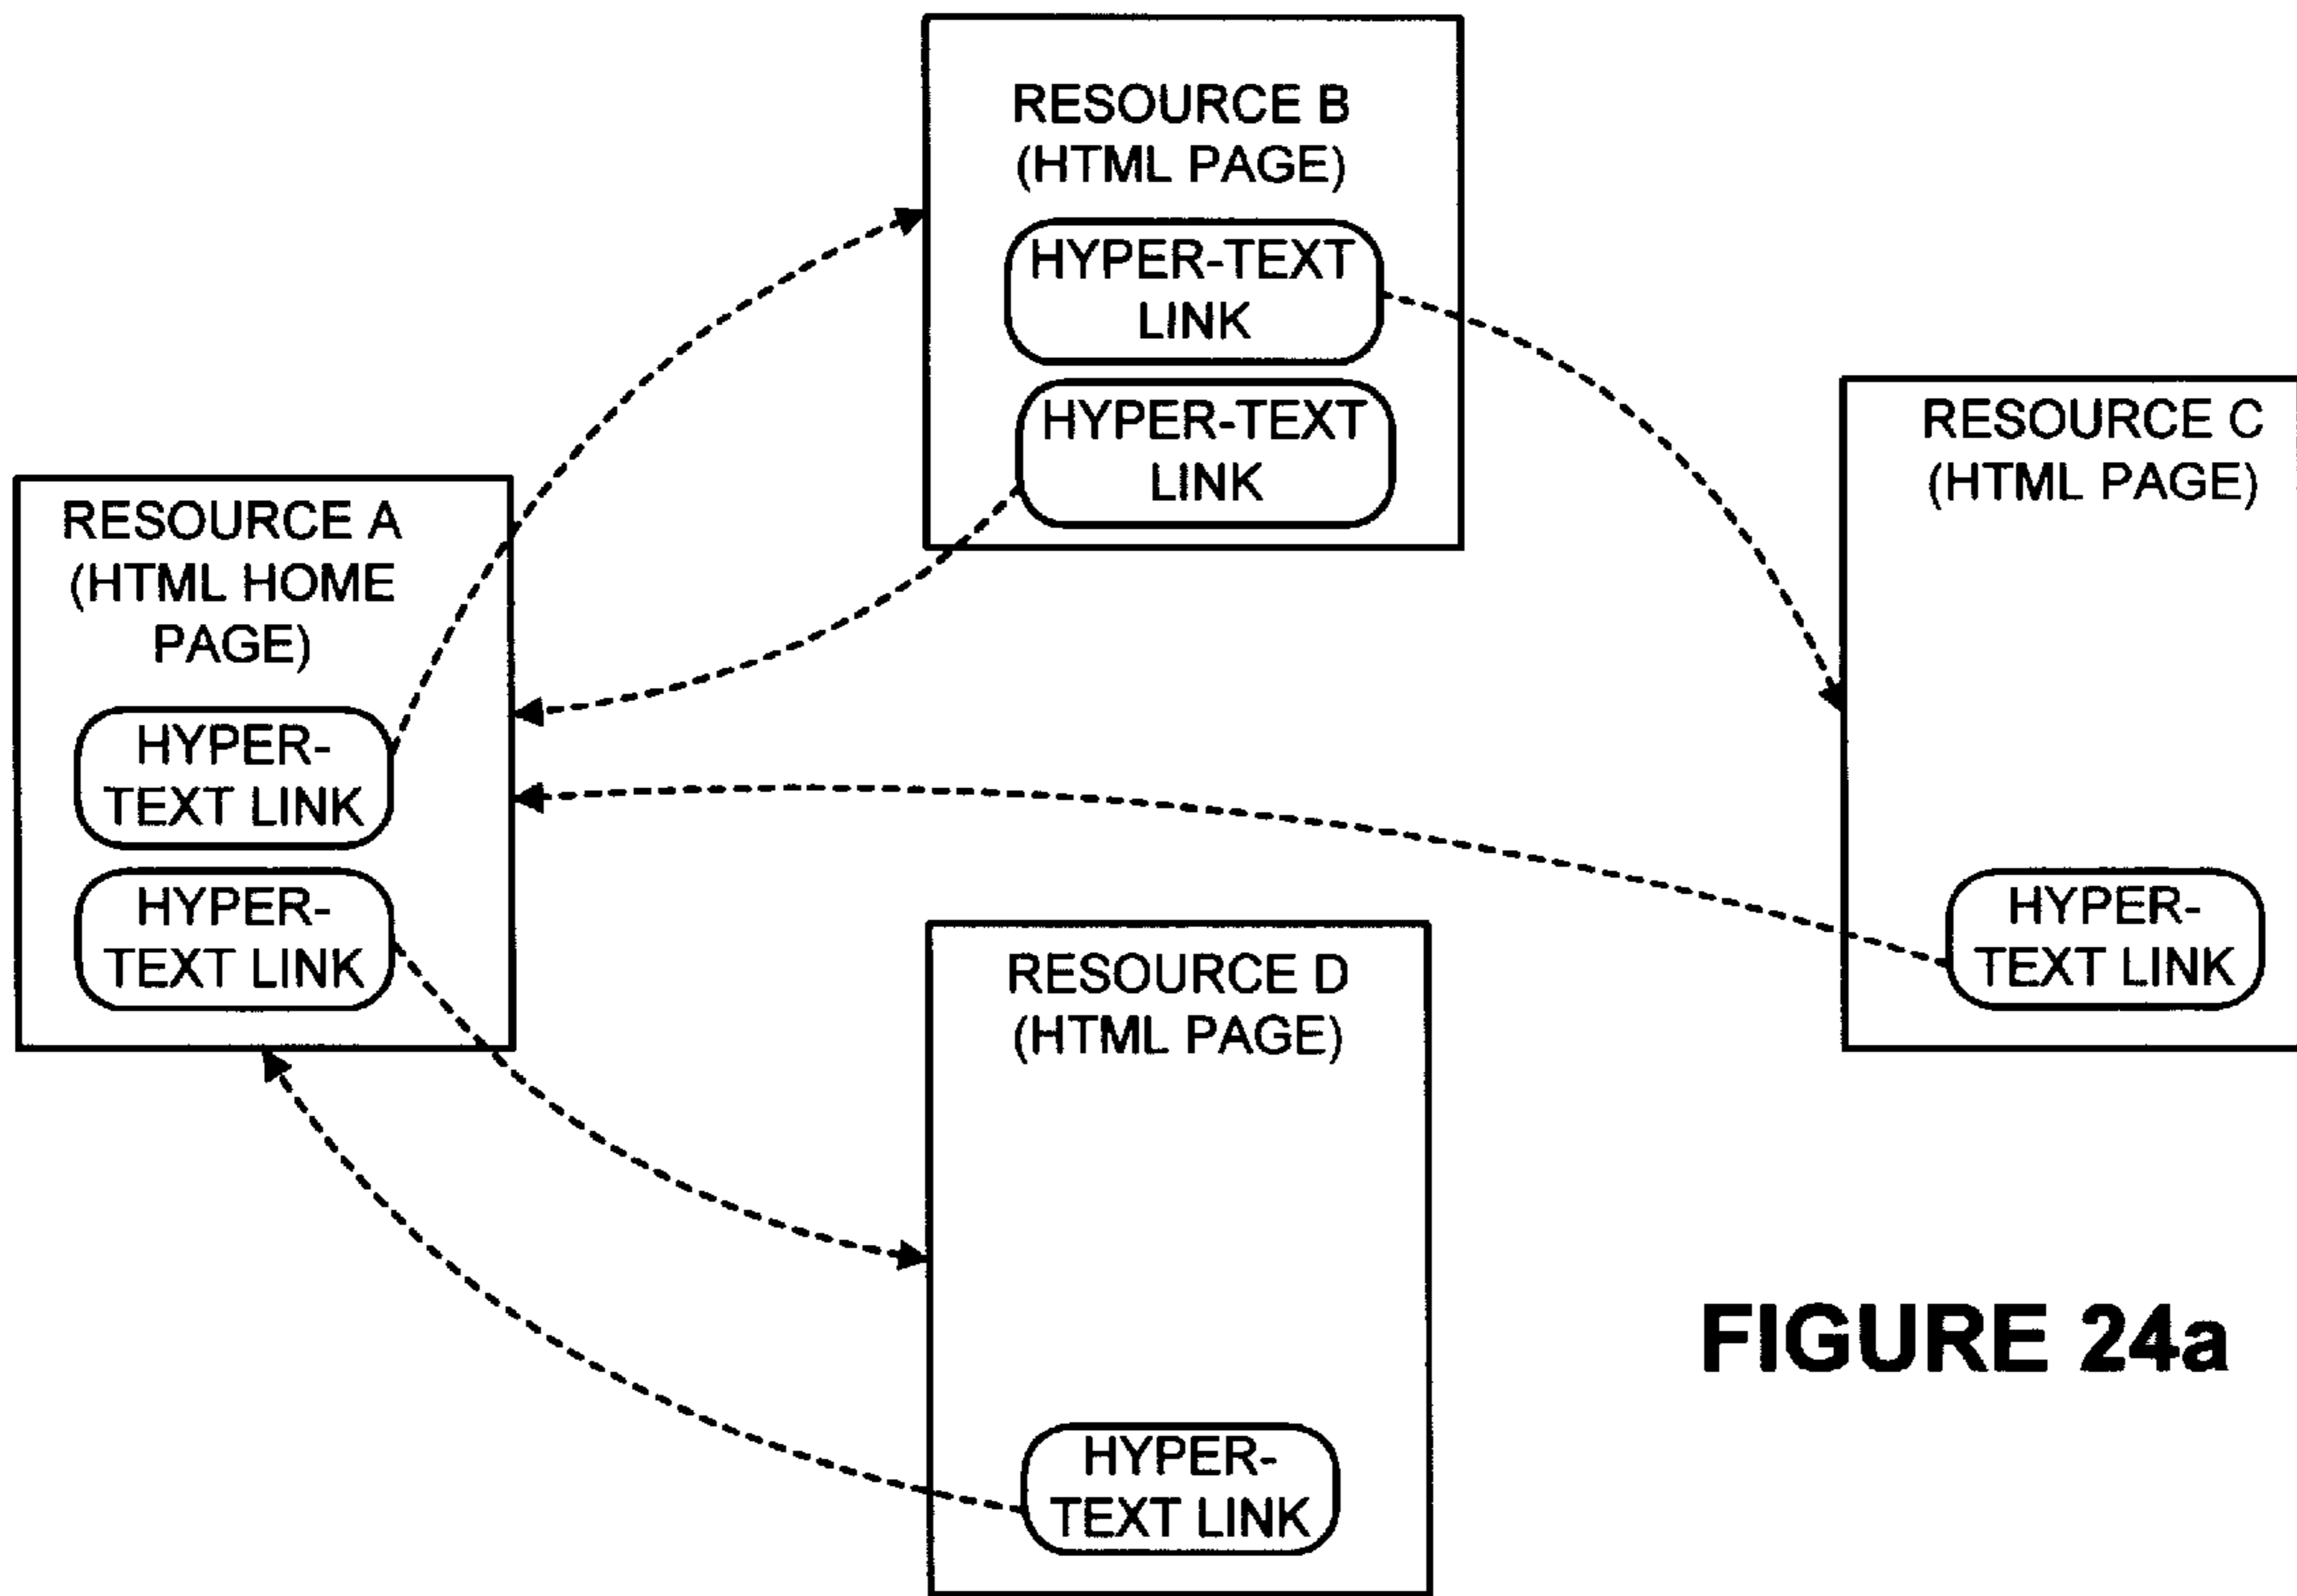 RESOURCE B
(HTML PAGE)
HYPER-TEXT
LINK
HYPER-TEXT
LINK
RESOURCE C
(HTML PAGE)
HYPER-
TEXT LINK
RESOURCE A
(HTML HOME
PAGE)
HYPER-
TEXT LINK
HYPER-
TEXT LINK
RESOURCE D
(HTML PAGE)
HYPER-
TEXT LINK
FIGURE 24a